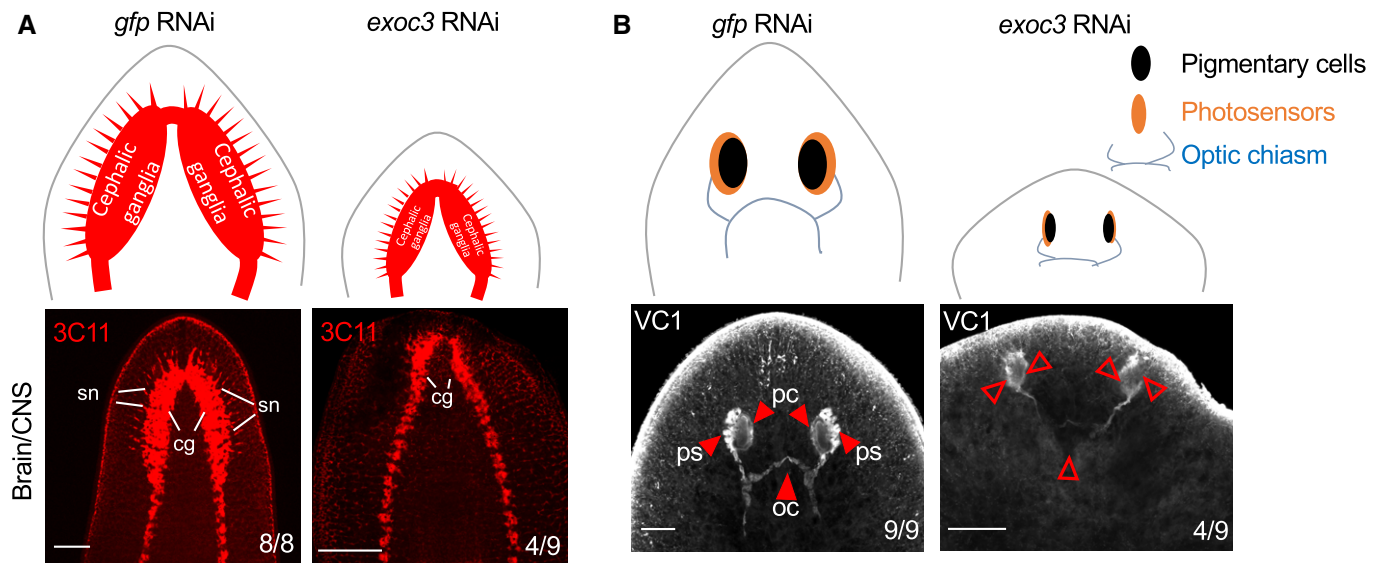 A
gfp RNAi
exoc3 RNAi
Cephalic
ganglia
Cephalic
ganglia
Cephalic
ganglia
Cephalic
ganglia
Brain/CNS
3C11
sn
sn
cg
8/8
3C11
cg
4/9
B
gfp RNAi
exoc3 RNAi
Pigmentary cells
Photosensors
Optic chiasm
VC1
pc
ps
ps
oc
9/9
VC1
4/9